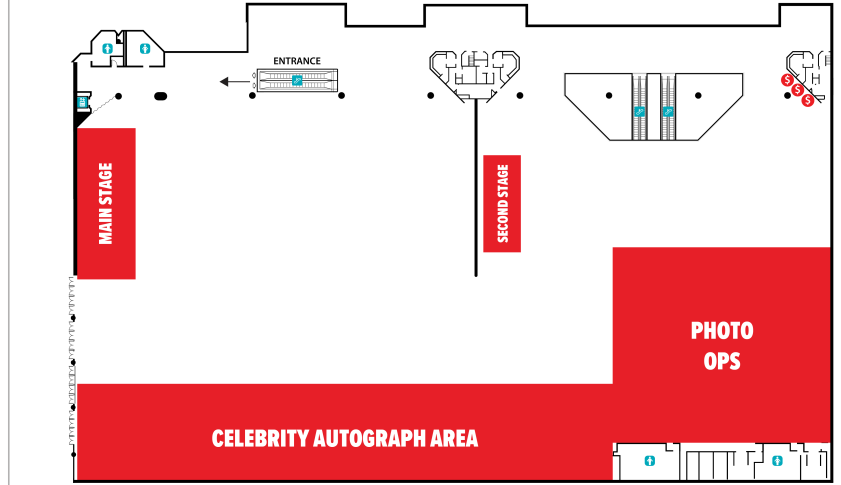 ENTRANCE
$
$
$
MAIN STAGE
SECOND STAGE
PHOTO
OPS
CELEBRITY AUTOGRAPH AREA